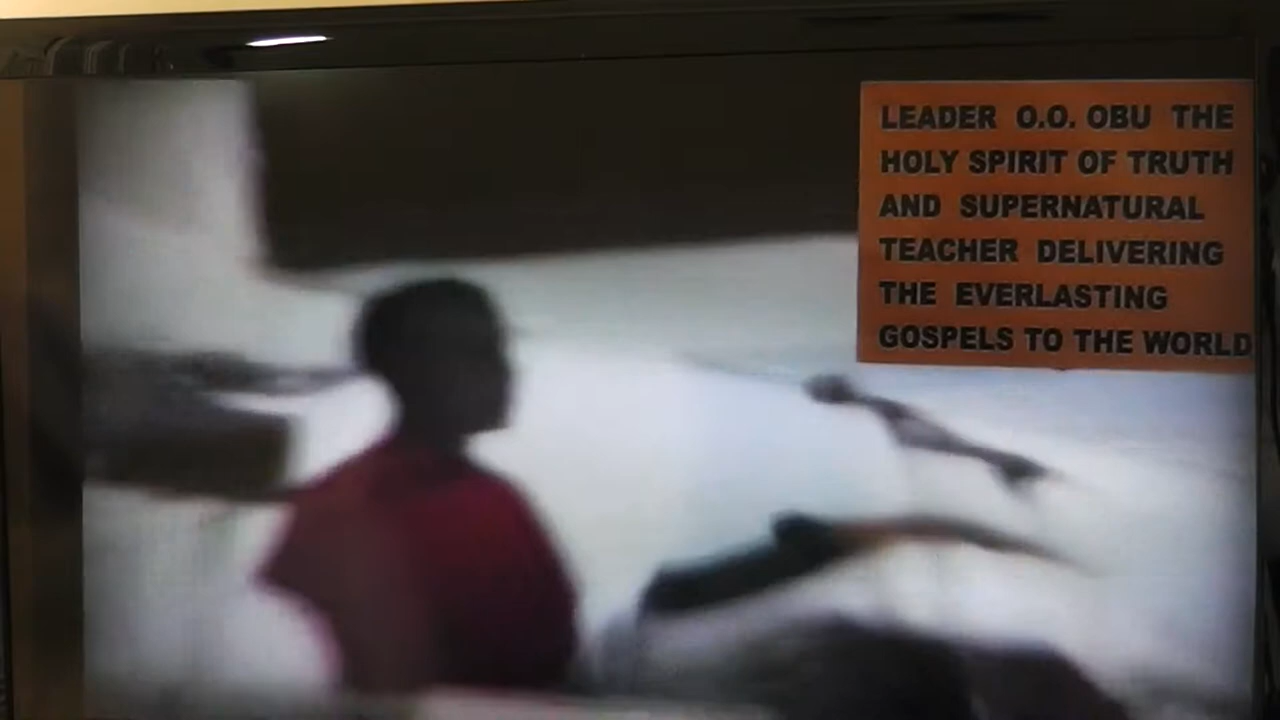 LEADER O.O. OBU THE
HOLY SPIRIT OF TRUTH
AND SUPERNATURAL
TEACHER DELIVERING
THE EVERLASTING
GOSPELS TO THE WORLD